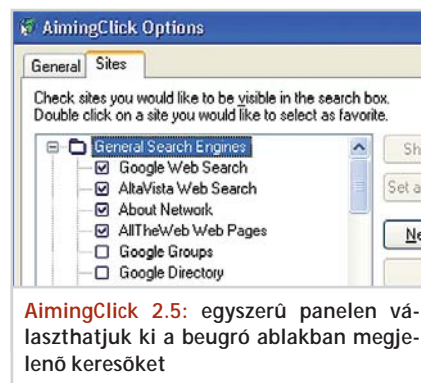 AimingClick Options
General Sites
Check sites you would like to be visible in the search box.
Double click on a site you would like to select as favorite.
General Search Engines
Google Web Search
AltaVista Web Search
About Network
AllTheWeb Web Pages
Google Groups
Google Directory
Sh
Set a
Ne
AimingClick 2.5: egyszerû panelen vá-
laszthatjuk ki a beugró ablakban megje-
lenõ keresõket